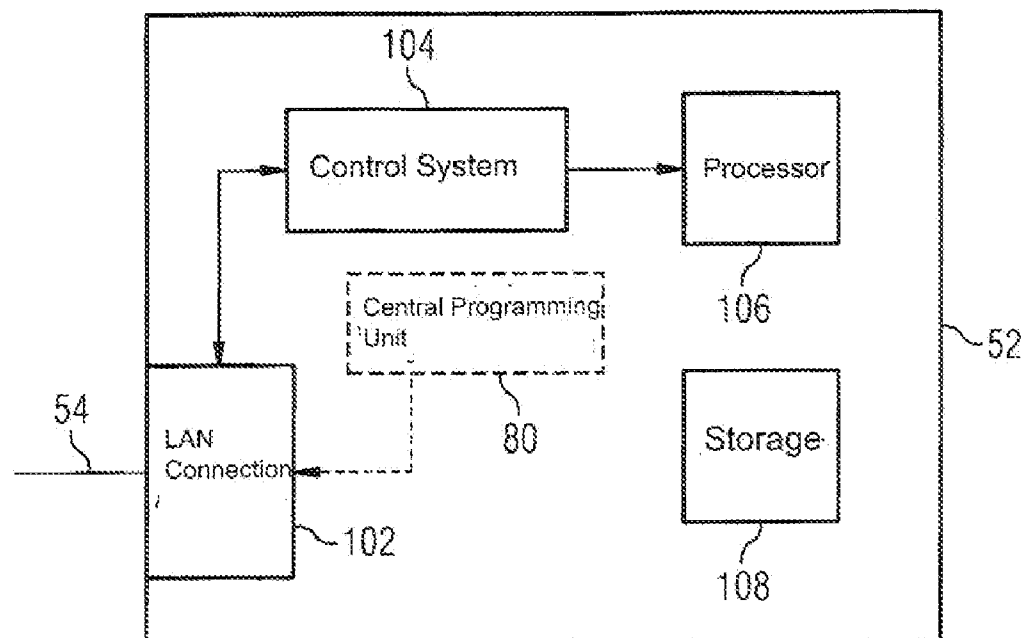 104
Control System
Processor
106
Central Programming
Unit
80
52
54
LAN
Connection
102
Storage
108